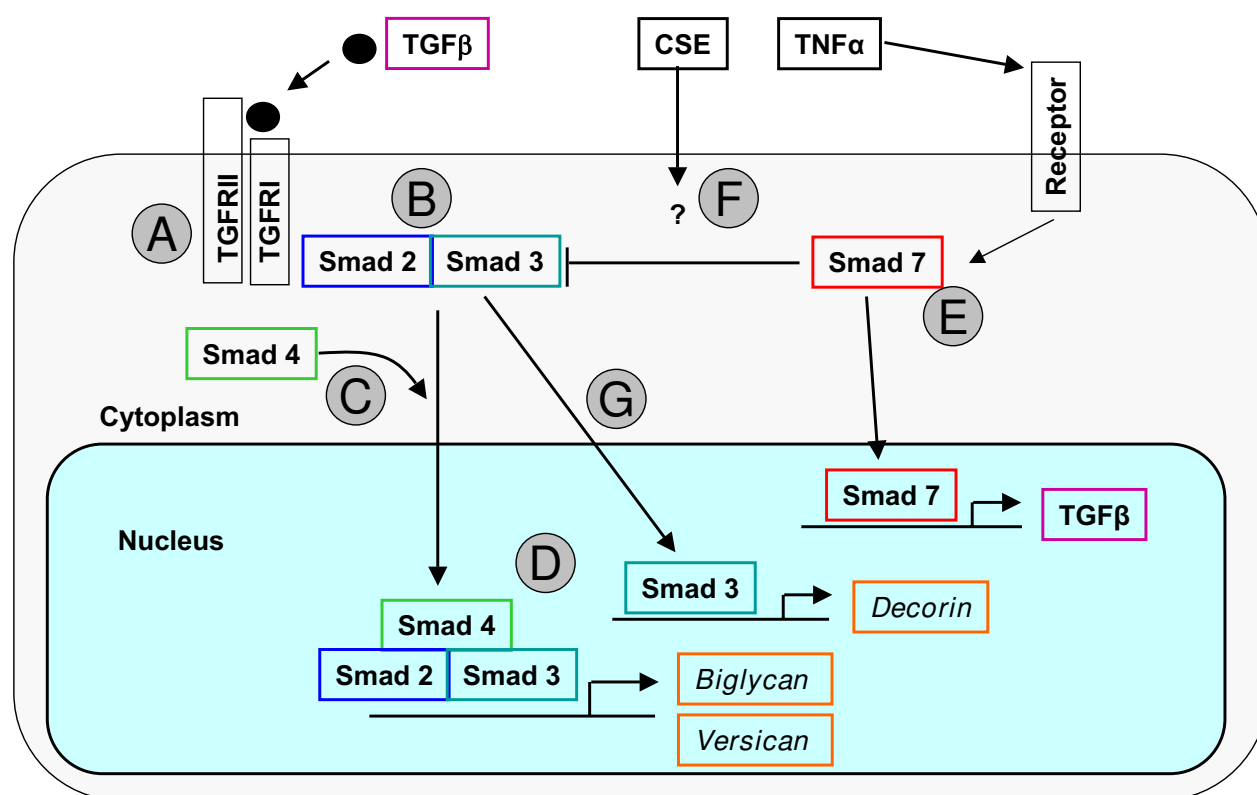 TGFβ
CSE
TNFα
Receptor
TGFRII
TGFRI
A
B
F
?
Smad 2
Smad 3
Smad 7
E
Smad 4
C
G
Cytoplasm
Nucleus
Smad 7
TGFβ
D
Smad 3
Decorin
Smad 4
Smad 2
Smad 3
Biglycan
Versican